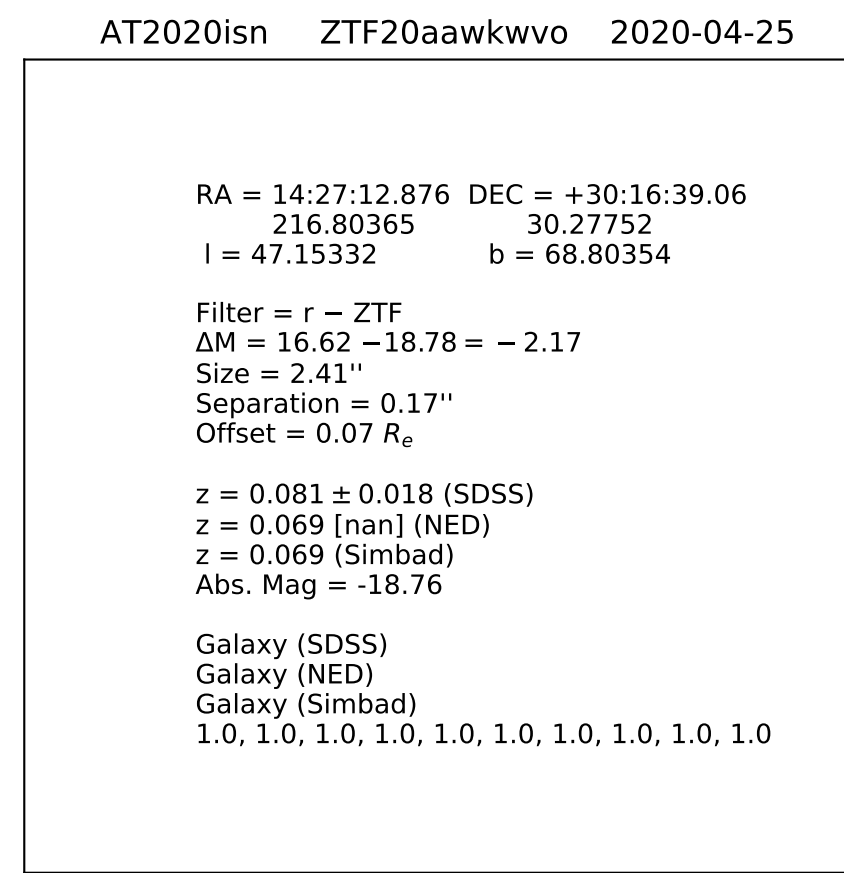 AT2020isn ZTF20aawkwvo 2020-04-25
RA = 14:27:12.876 DEC = +30:16:39.06
216.80365 30.27752
l = 47.15332 b = 68.80354
Filter = r − ZTF
ΔM = 16.62 −18.78 = − 2.17
Size = 2.41''
Separation = 0.17''
Offset = 0.07 Rₑ
z = 0.081 ± 0.018 (SDSS)
z = 0.069 [nan] (NED)
z = 0.069 (Simbad)
Abs. Mag = -18.76
Galaxy (SDSS)
Galaxy (NED)
Galaxy (Simbad)
1.0, 1.0, 1.0, 1.0, 1.0, 1.0, 1.0, 1.0, 1.0, 1.0